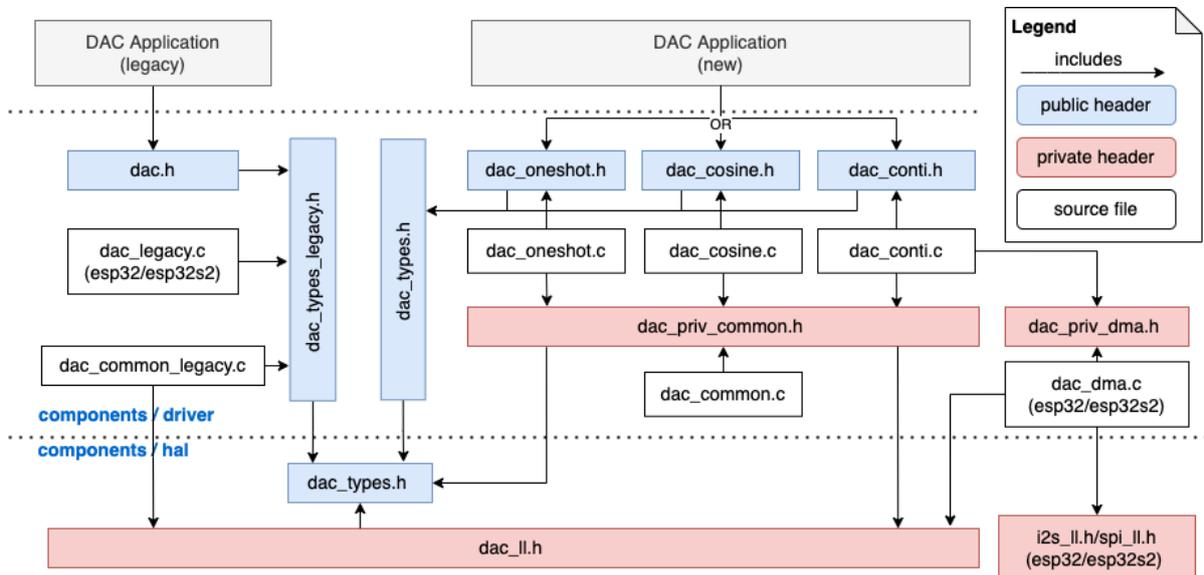 DAC Application
(legacy)
DAC Application
(new)
Legend
includes
public header
private header
source file
OR
dac.h
dac_types_legacy.h
dac_types.h
dac_oneshot.h
dac_cosine.h
dac_conti.h
dac_legacy.c
(esp32/esp32s2)
dac_oneshot.c
dac_cosine.c
dac_conti.c
dac_priv_common.h
dac_priv_dma.h
dac_common_legacy.c
dac_common.c
dac_dma.c
(esp32/esp32s2)
components / driver
components / hal
dac_types.h
dac_ll.h
i2s_ll.h/spi_ll.h
(esp32/esp32s2)